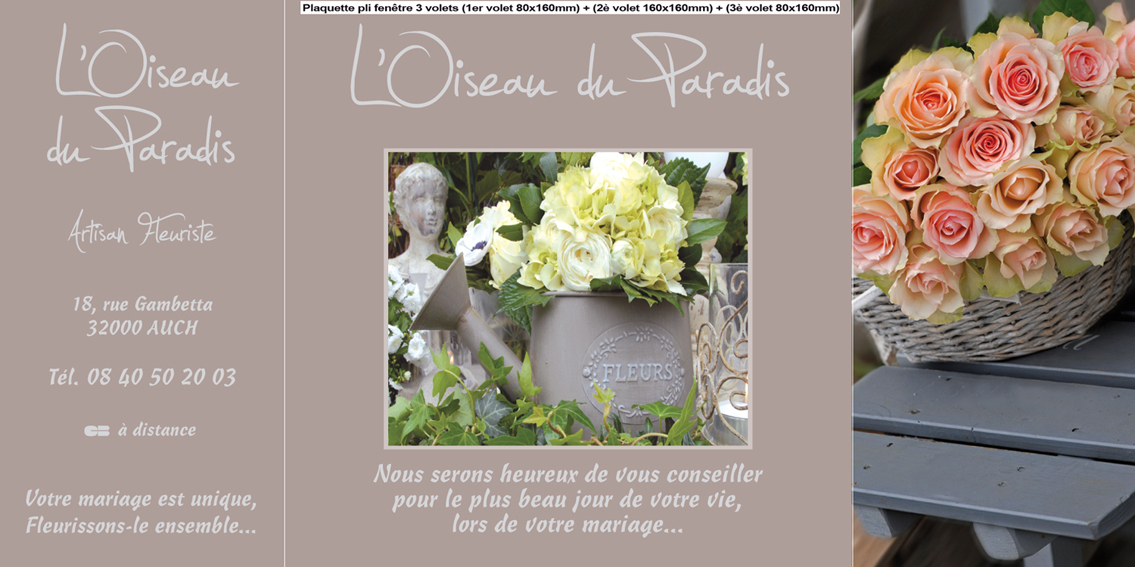 Plaquette pli fenêtre 3 volets (1er volet 80x160mm) + (2è volet 160x160mm) + (3è volet 80x160mm)
L'Oiseau
du Paradis
Artisan Fleuriste
18, rue Gambetta
32000 AUCH
Tél. 08 40 50 20 03
CB à distance
Votre mariage est unique,
Fleurissons-le ensemble...
L'Oiseau du Paradis
FLEURS
Nous serons heureux de vous conseiller
pour le plus beau jour de votre vie,
lors de votre mariage...